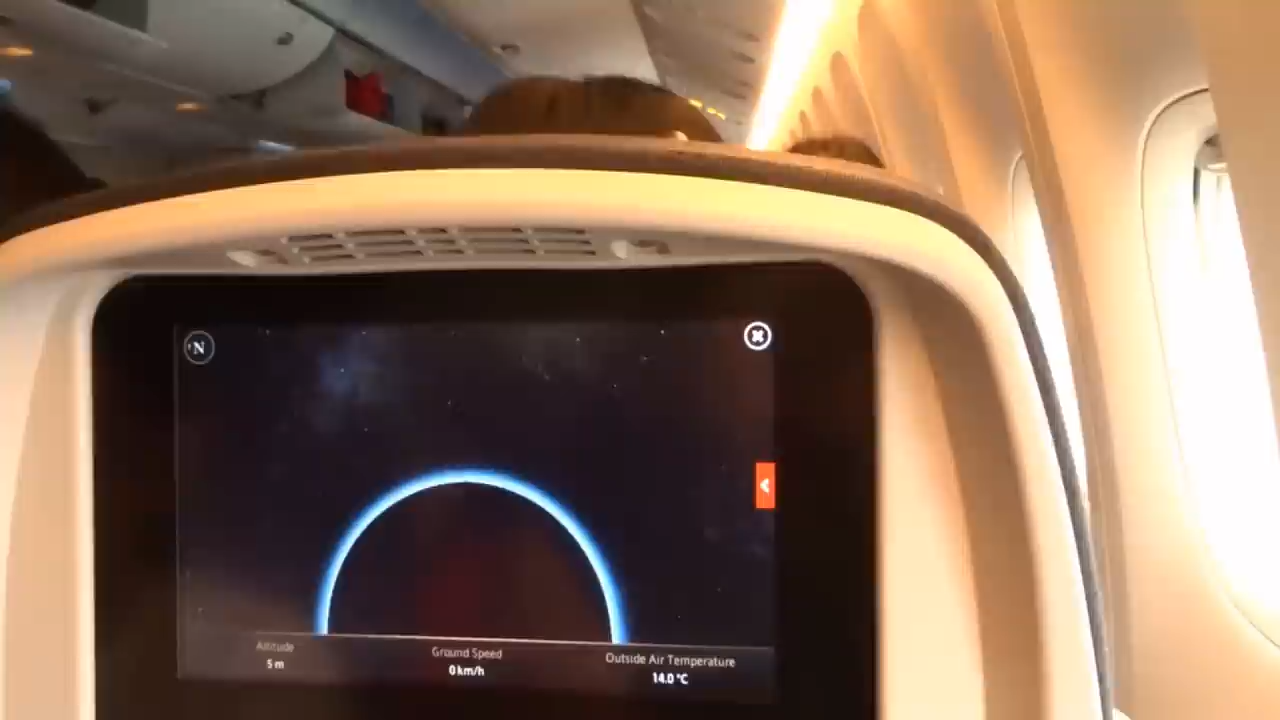 N
Altitude
5 m
Ground Speed
0 km/h
Outside Air Temperature
14.0 °C